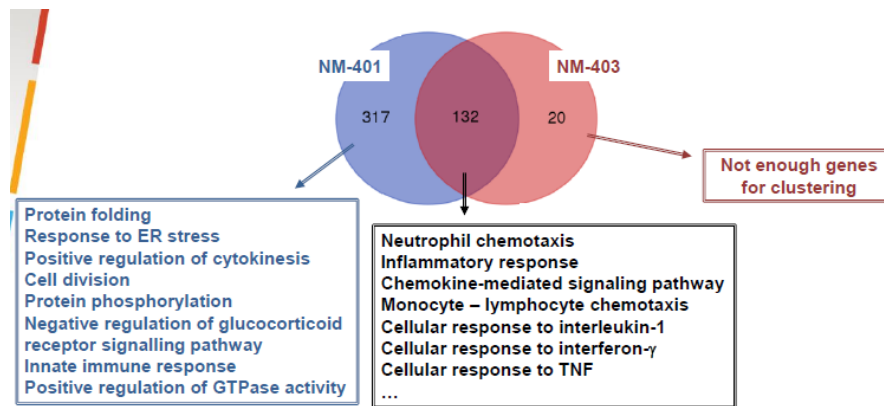 NM-401
NM-403
317
132
20
Not enough genes
for clustering
Protein folding
Response to ER stress
Positive regulation of cytokinesis
Cell division
Protein phosphorylation
Negative regulation of glucocorticoid
receptor signalling pathway
Innate immune response
Positive regulation of GTPase activity
Neutrophil chemotaxis
Inflammatory response
Chemokine-mediated signaling pathway
Monocyte – lymphocyte chemotaxis
Cellular response to interleukin-1
Cellular response to interferon-γ
Cellular response to TNF
...